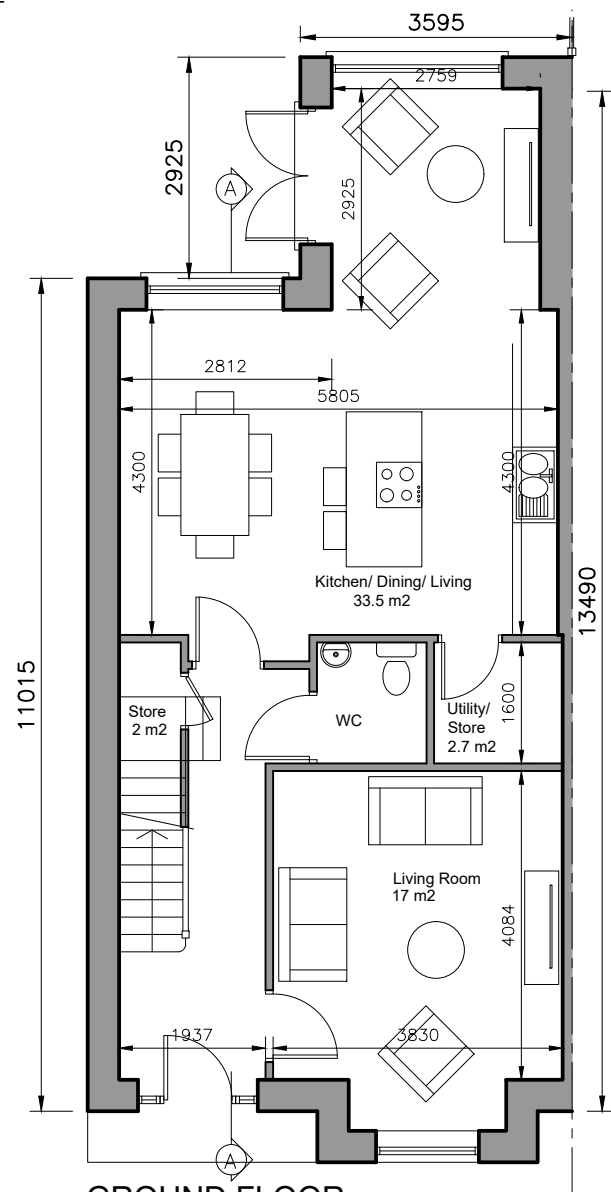 3595
2759
2925
2925
A
2812
5805
4300
4300
Kitchen/ Dining/ Living
33.5 m2
13490
11015
Store
2 m2
WC
Utility/
Store
2.7 m2
1600
Living Room
17 m2
4084
1937
3830
A
GROUND FLOOR